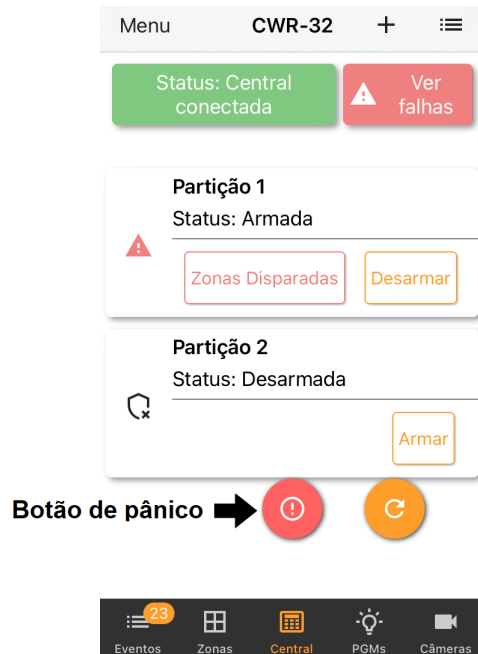 Menu CWR-32
Status: Central
conectada
Ver
falhas
Partição 1
Status: Armada
Zonas Disparadas Desarmar
Partição 2
Status: Desarmada
Armar
Botão de pânico
23
Eventos Zonas Central PGMs Câmeras